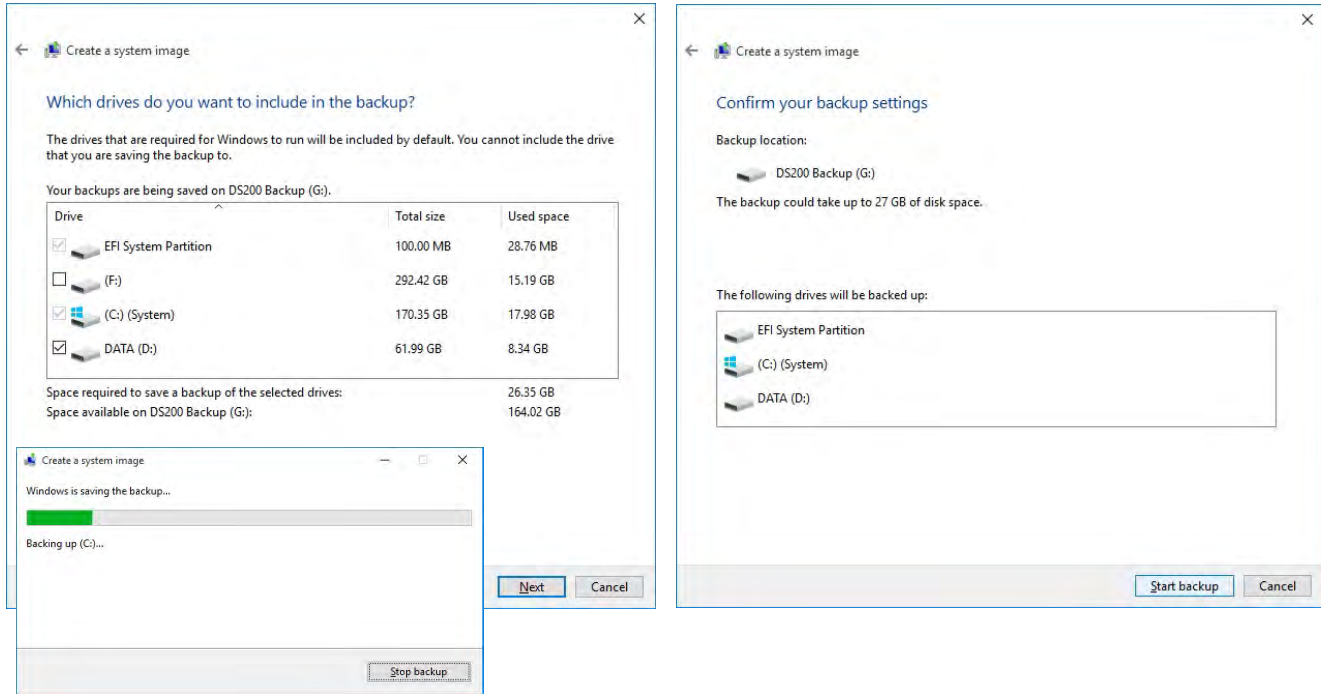 Create a system image
Which drives do you want to include in the backup?
The drives that are required for Windows to run will be included by default. You cannot include the drive
that you are saving the backup to.
Your backups are being saved on DS200 Backup (G:).
Drive Total size Used space
EFI System Partition 100.00 MB 28.76 MB
(F:) 292.42 GB 15.19 GB
(C:) (System) 170.35 GB 17.98 GB
DATA (D:) 61.99 GB 8.34 GB
Space required to save a backup of the selected drives: 26.35 GB
Space available on DS200 Backup (G:): 164.02 GB
Next Cancel
Create a system image
Windows is saving the backup...
Backing up (C:)...
Stop backup
Create a system image
Confirm your backup settings
Backup location:
DS200 Backup (G:)
The backup could take up to 27 GB of disk space.
The following drives will be backed up:
EFI System Partition
(C:) (System)
DATA (D:)
Start backup Cancel